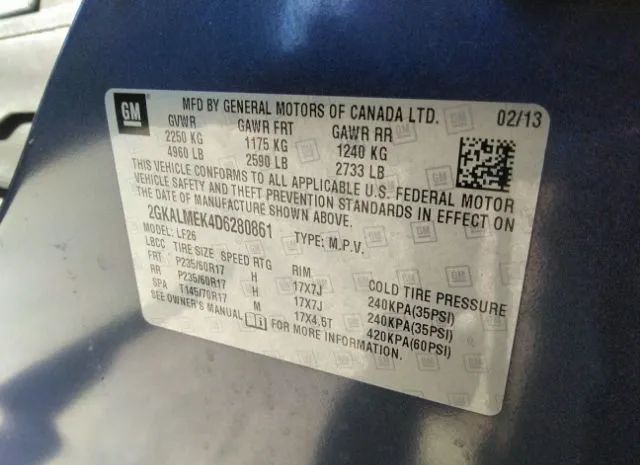 GM MFD BY GENERAL MOTORS OF CANADA LTD. 02/13
GVWR GAWR FRT GAWR RR
2250 KG 1175 KG 1240 KG
4960 LB 2590 LB 2733 LB
THIS VEHICLE CONFORMS TO ALL APPLICABLE U.S. FEDERAL MOTOR
VEHICLE SAFETY AND THEFT PREVENTION STANDARDS IN EFFECT ON
THE DATE OF MANUFACTURE SHOWN ABOVE.
2GKALMEK4D6280861 TYPE: M.P.V.
MODEL: LF26
LBCC TIRE SIZE SPEED RTG RIM COLD TIRE PRESSURE
FRT P235/60R17 H 17X7J 240KPA(35PSI)
RR P235/60R17 H 17X7J 240KPA(35PSI)
SPA T145/70R17 M 17X4.5T 420KPA(60PSI)
SEE OWNER'S MANUAL FOR MORE INFORMATION.